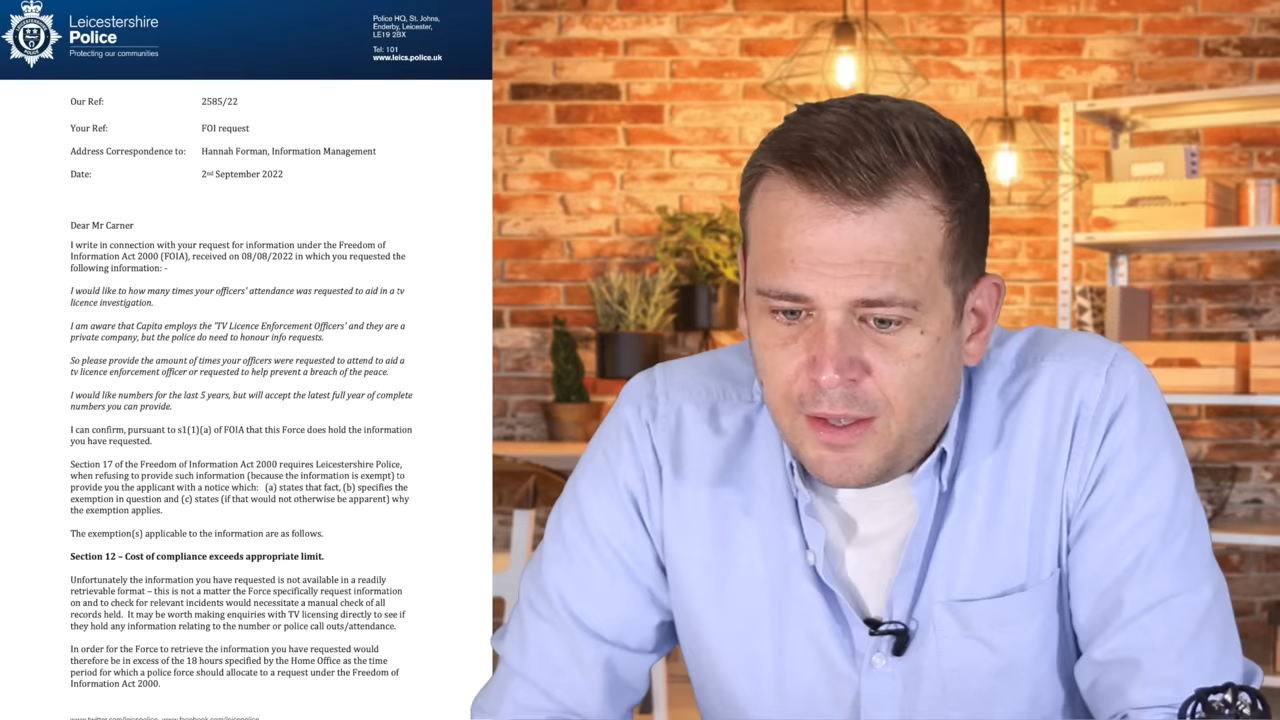 Leicestershire
Police
Protecting our communities
Police HQ, St. Johns,
Enderby, Leicester,
LE19 2BX
Tel: 101
www.leics.police.uk
Our Ref: 2585/22
Your Ref: FOI request
Address Correspondence to: Hannah Forman, Information Management
Date: 2nd September 2022
Dear Mr Carner
I write in connection with your request for information under the Freedom of
Information Act 2000 (FOIA), received on 08/08/2022 in which you requested the
following information: -
I would like to how many times your officers' attendance was requested to aid in a tv
licence investigation.
I am aware that Capita employs the 'TV Licence Enforcement Officers' and they are a
private company, but the police do need to honour info requests.
So please provide the amount of times your officers were requested to attend to aid a
tv licence enforcement officer or requested to help prevent a breach of the peace.
I would like numbers for the last 5 years, but will accept the latest full year of complete
numbers you can provide.
I can confirm, pursuant to s1(1)(a) of FOIA that this Force does hold the information
you have requested.
Section 17 of the Freedom of Information Act 2000 requires Leicestershire Police,
when refusing to provide such information (because the information is exempt) to
provide you the applicant with a notice which: (a) states that fact, (b) specifies the
exemption in question and (c) states (if that would not otherwise be apparent) why
the exemption applies.
The exemption(s) applicable to the information are as follows.
Section 12 – Cost of compliance exceeds appropriate limit.
Unfortunately the information you have requested is not available in a readily
retrievable format – this is not a matter the Force specifically request information
on and to check for relevant incidents would necessitate a manual check of all
records held. It may be worth making enquiries with TV licensing directly to see if
they hold any information relating to the number or police call outs/attendance.
In order for the Force to retrieve the information you have requested would
therefore be in excess of the 18 hours specified by the Home Office as the time
period for which a police force should allocate to a request under the Freedom of
Information Act 2000.